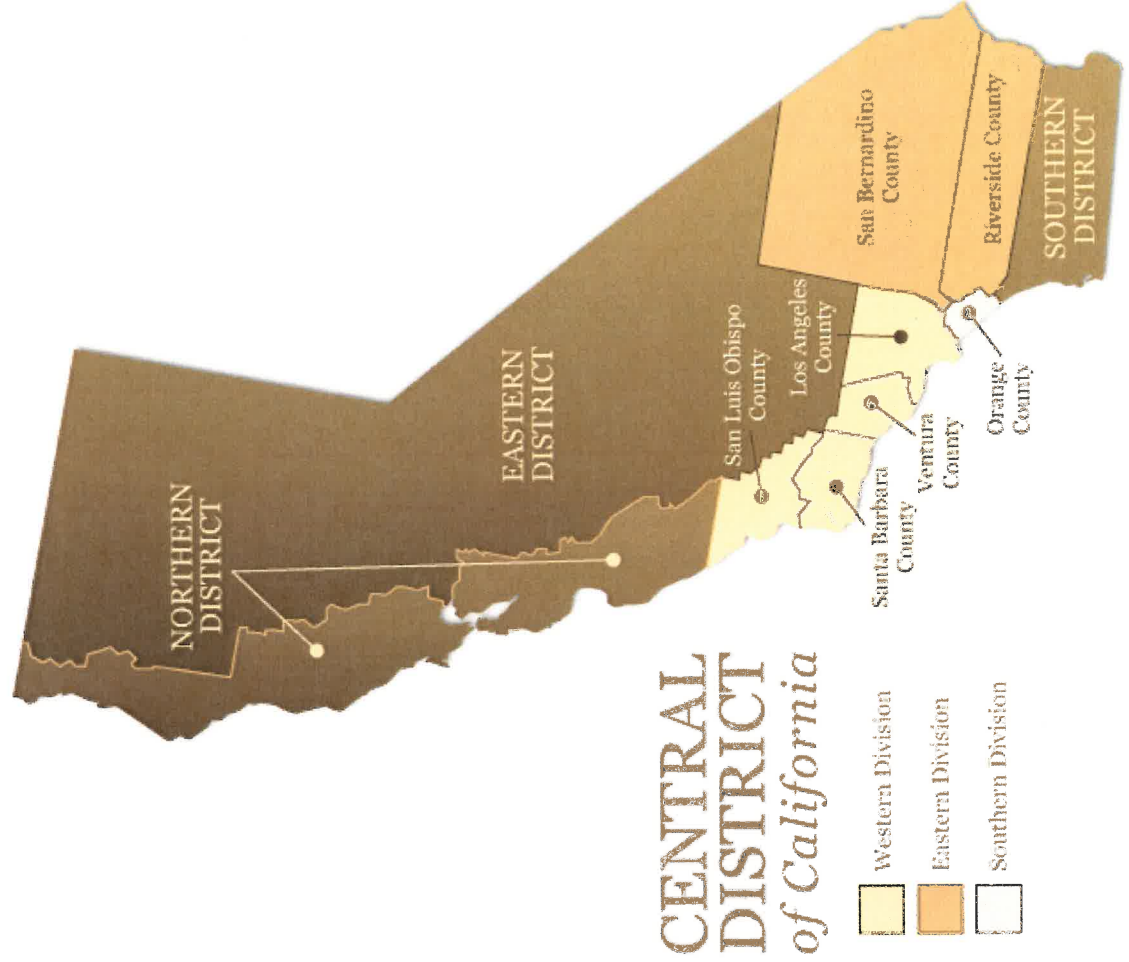 NORTHERN
DISTRICT
EASTERN
DISTRICT
San Luis Obispo
County
Los Angeles
County
San Bernardino
County
Riverside County
SOUTHERN
DISTRICT
Santa Barbara
County
Ventura
County
Orange
County
CENTRAL
DISTRICT
of California
Western Division
Eastern Division
Southern Division